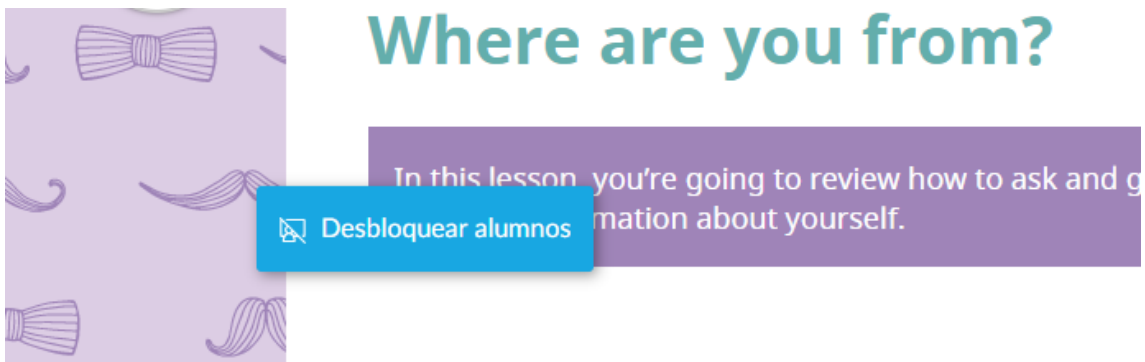 Where are you from?
In this lesson, you're going to review how to ask and g
mation about yourself.
Desbloquear alumnos